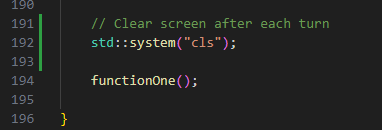 190
191 // Clear screen after each turn
192 std::system("cls");
193
194 functionOne();
195
196 }